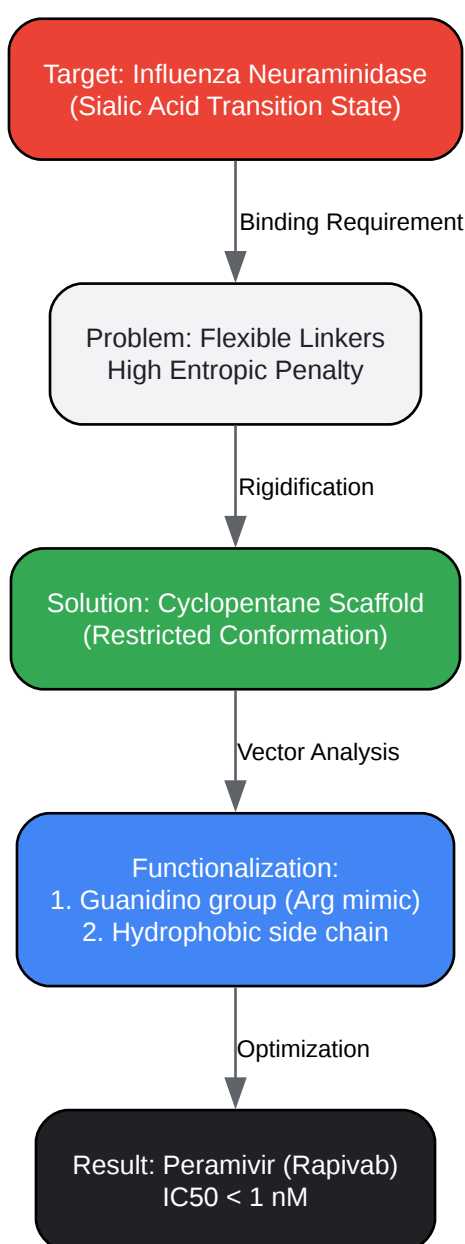 Target: Influenza Neuraminidase
(Sialic Acid Transition State)
Binding Requirement
Problem: Flexible Linkers
High Entropic Penalty
Rigidification
Solution: Cyclopentane Scaffold
(Restricted Conformation)
Vector Analysis
Functionalization:
1. Guanidino group (Arg mimic)
2. Hydrophobic side chain
Optimization
Result: Peramivir (Rapivab)
IC50 < 1 nM